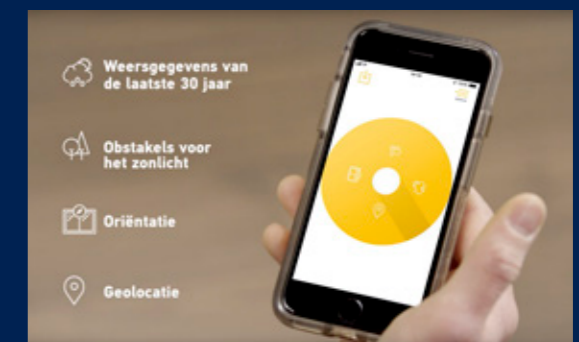 Weersgegevens van
de laatste 30 jaar
Obstakels voor
het zonlicht
Oriëntatie
Geolocatie